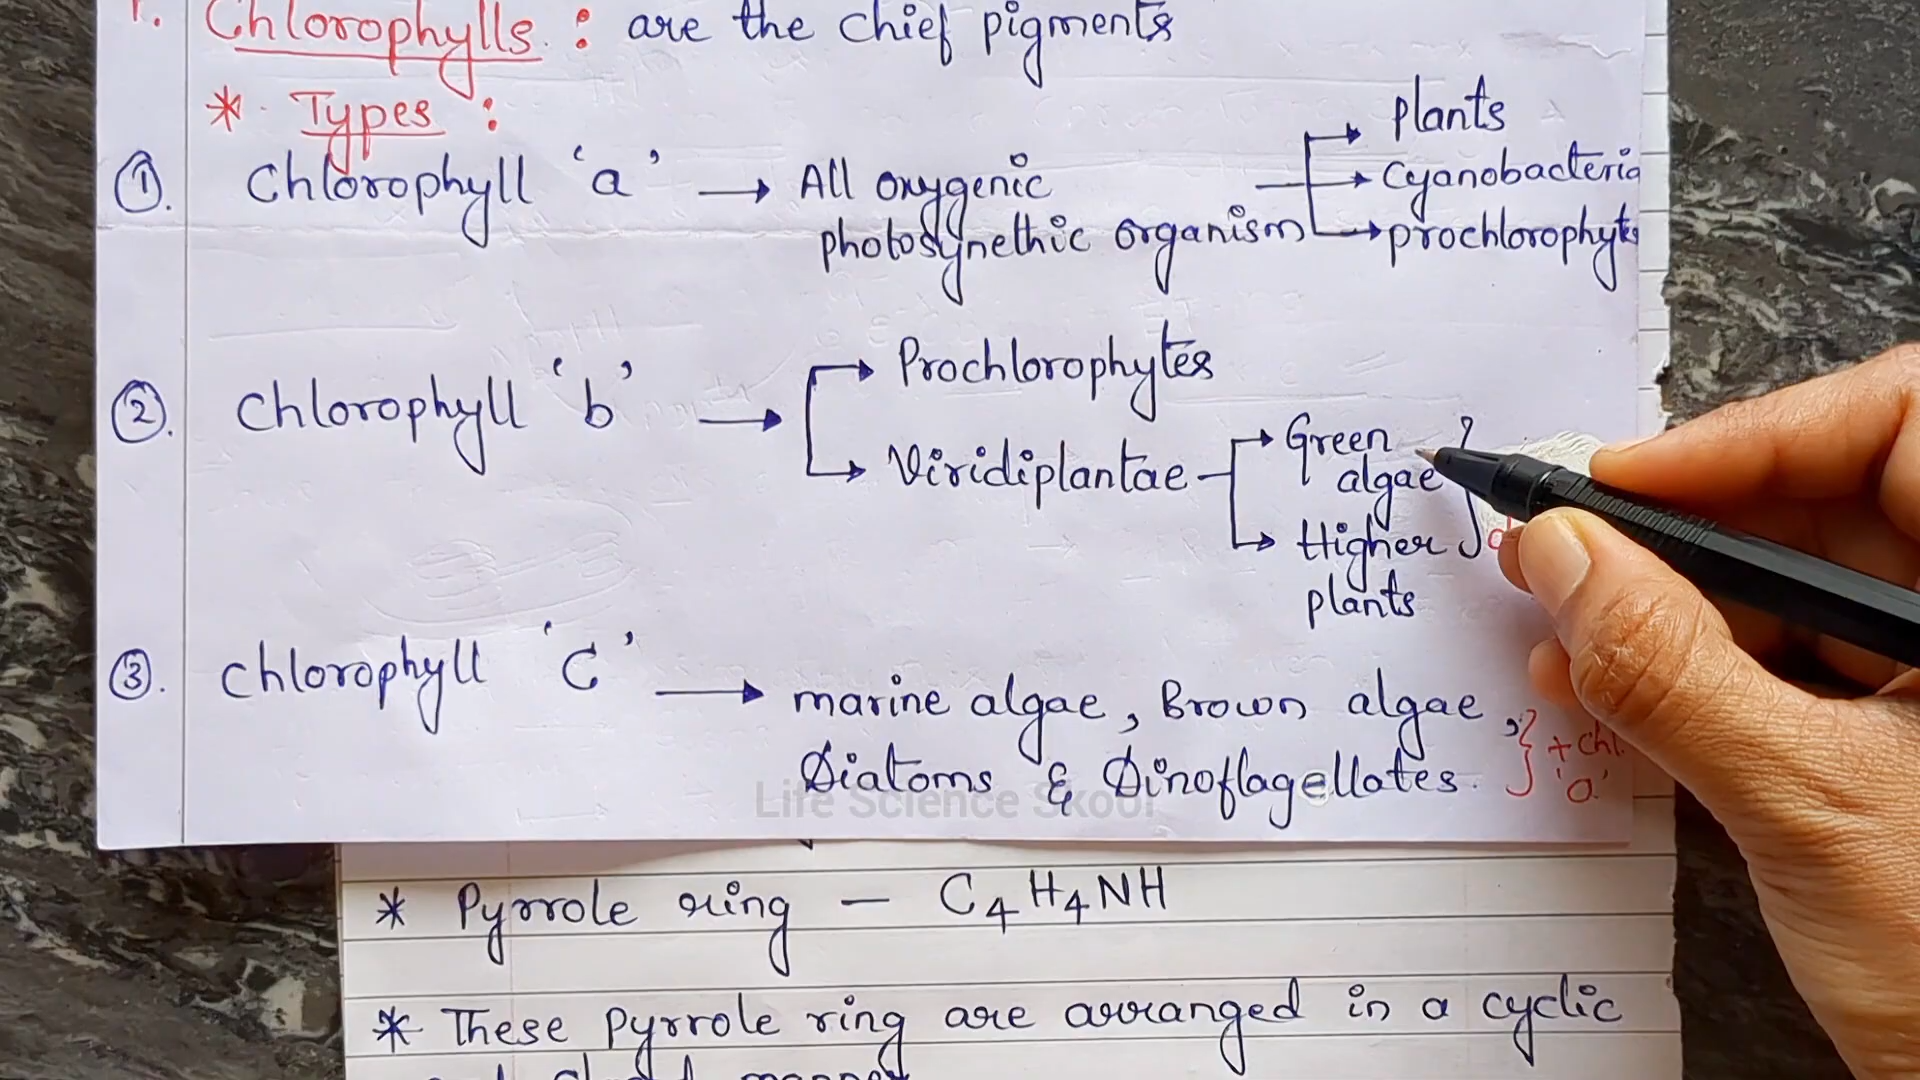 1. Chlorophylls : are the chief pigments
* Types :
①. Chlorophyll 'a' → All oxygenic photosynethic organism
→ plants
→ cyanobacteria
→ prochlorophyt
②. chlorophyll 'b' →
→ Prochlorophytes
→ Viridiplantae
→ Green algae
→ Higher plants
③. chlorophyll 'c' → marine algae, Brown algae,
Diatoms & Dinoflagellates. } + chl. 'a'
Life Science Skool
* Pyrrole ring — C4H4NH
* These pyrrole ring are arranged in a cyclic